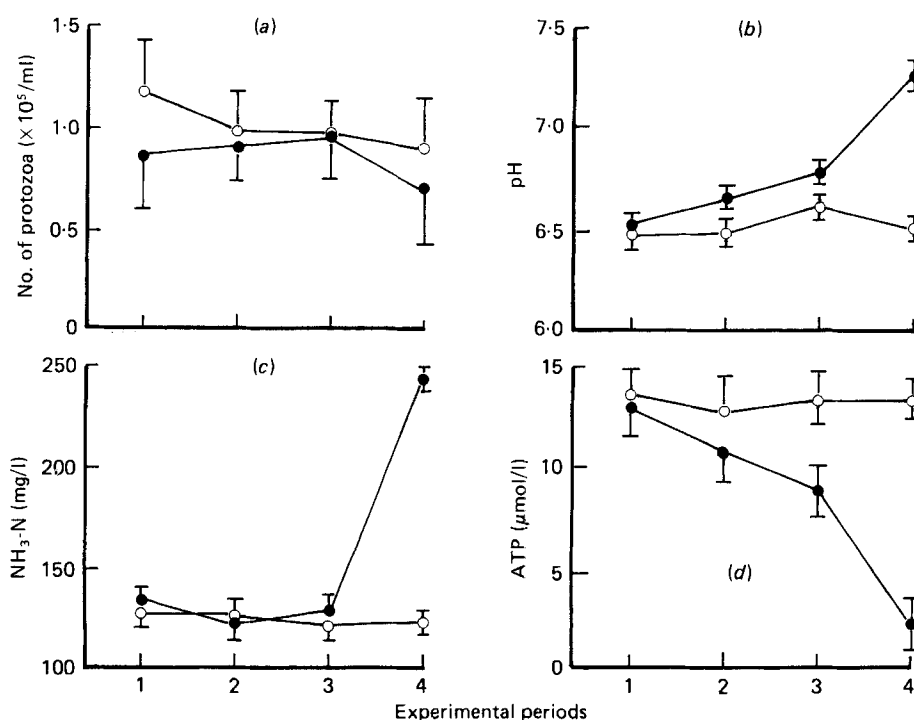 (a)
No. of protozoa (× 10⁵/ml)
1·5
1·0
0·5
0
(b)
pH
7·5
7·0
6·5
6·0
(c)
NH₃-N (mg/l)
250
200
150
100
1 2 3 4
(d)
ATP (µmol/l)
15
10
5
0
1 2 3 4
Experimental periods